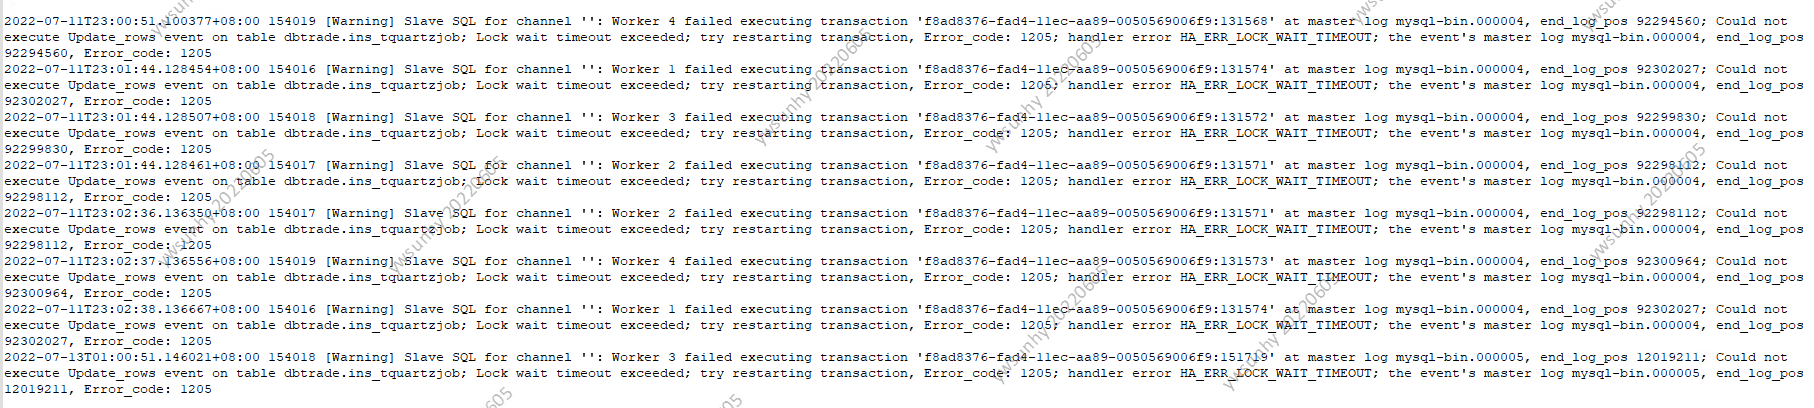 2022-07-11T23:00:51.100377+08:00 154019 [Warning] Slave SQL for channel '': Worker 4 failed executing transaction 'f8ad8376-fad4-11ec-aa89-0050569006f9:131568' at master log mysql-bin.000004, end_log_pos 92294560; Could not
execute Update_rows event on table dbtrade.ins_tquartzjob; Lock wait timeout exceeded; try restarting transaction, Error_code: 1205; handler error HA_ERR_LOCK_WAIT_TIMEOUT; the event's master log mysql-bin.000004, end_log_pos
92294560, Error_code: 1205
2022-07-11T23:01:44.128454+08:00 154016 [Warning] Slave SQL for channel '': Worker 1 failed executing transaction 'f8ad8376-fad4-11ec-aa89-0050569006f9:131574' at master log mysql-bin.000004, end_log_pos 92302027; Could not
execute Update_rows event on table dbtrade.ins_tquartzjob; Lock wait timeout exceeded; try restarting transaction, Error_code: 1205; handler error HA_ERR_LOCK_WAIT_TIMEOUT; the event's master log mysql-bin.000004, end_log_pos
92302027, Error_code: 1205
2022-07-11T23:01:44.128507+08:00 154018 [Warning] Slave SQL for channel '': Worker 3 failed executing transaction 'f8ad8376-fad4-11ec-aa89-0050569006f9:131572' at master log mysql-bin.000004, end_log_pos 92299830; Could not
execute Update_rows event on table dbtrade.ins_tquartzjob; Lock wait timeout exceeded; try restarting transaction, Error_code: 1205; handler error HA_ERR_LOCK_WAIT_TIMEOUT; the event's master log mysql-bin.000004, end_log_pos
92299830, Error_code: 1205
2022-07-11T23:01:44.128461+08:00 154017 [Warning] Slave SQL for channel '': Worker 2 failed executing transaction 'f8ad8376-fad4-11ec-aa89-0050569006f9:131571' at master log mysql-bin.000004, end_log_pos 92298112; Could not
execute Update_rows event on table dbtrade.ins_tquartzjob; Lock wait timeout exceeded; try restarting transaction, Error_code: 1205; handler error HA_ERR_LOCK_WAIT_TIMEOUT; the event's master log mysql-bin.000004, end_log_pos
92298112, Error_code: 1205
2022-07-11T23:02:36.136350+08:00 154017 [Warning] Slave SQL for channel '': Worker 2 failed executing transaction 'f8ad8376-fad4-11ec-aa89-0050569006f9:131571' at master log mysql-bin.000004, end_log_pos 92298112; Could not
execute Update_rows event on table dbtrade.ins_tquartzjob; Lock wait timeout exceeded; try restarting transaction, Error_code: 1205; handler error HA_ERR_LOCK_WAIT_TIMEOUT; the event's master log mysql-bin.000004, end_log_pos
92298112, Error_code: 1205
2022-07-11T23:02:37.136556+08:00 154019 [Warning] Slave SQL for channel '': Worker 4 failed executing transaction 'f8ad8376-fad4-11ec-aa89-0050569006f9:131573' at master log mysql-bin.000004, end_log_pos 92300964; Could not
execute Update_rows event on table dbtrade.ins_tquartzjob; Lock wait timeout exceeded; try restarting transaction, Error_code: 1205; handler error HA_ERR_LOCK_WAIT_TIMEOUT; the event's master log mysql-bin.000004, end_log_pos
92300964, Error_code: 1205
2022-07-11T23:02:38.136667+08:00 154016 [Warning] Slave SQL for channel '': Worker 1 failed executing transaction 'f8ad8376-fad4-11ec-aa89-0050569006f9:131574' at master log mysql-bin.000004, end_log_pos 92302027; Could not
execute Update_rows event on table dbtrade.ins_tquartzjob; Lock wait timeout exceeded; try restarting transaction, Error_code: 1205; handler error HA_ERR_LOCK_WAIT_TIMEOUT; the event's master log mysql-bin.000004, end_log_pos
92302027, Error_code: 1205
2022-07-13T01:00:51.146021+08:00 154018 [Warning] Slave SQL for channel '': Worker 3 failed executing transaction 'f8ad8376-fad4-11ec-aa89-0050569006f9:151719' at master log mysql-bin.000005, end_log_pos 12019211; Could not
execute Update_rows event on table dbtrade.ins_tquartzjob; Lock wait timeout exceeded; try restarting transaction, Error_code: 1205; handler error HA_ERR_LOCK_WAIT_TIMEOUT; the event's master log mysql-bin.000005, end_log_pos
12019211, Error_code: 1205
ywsunhy 20220605